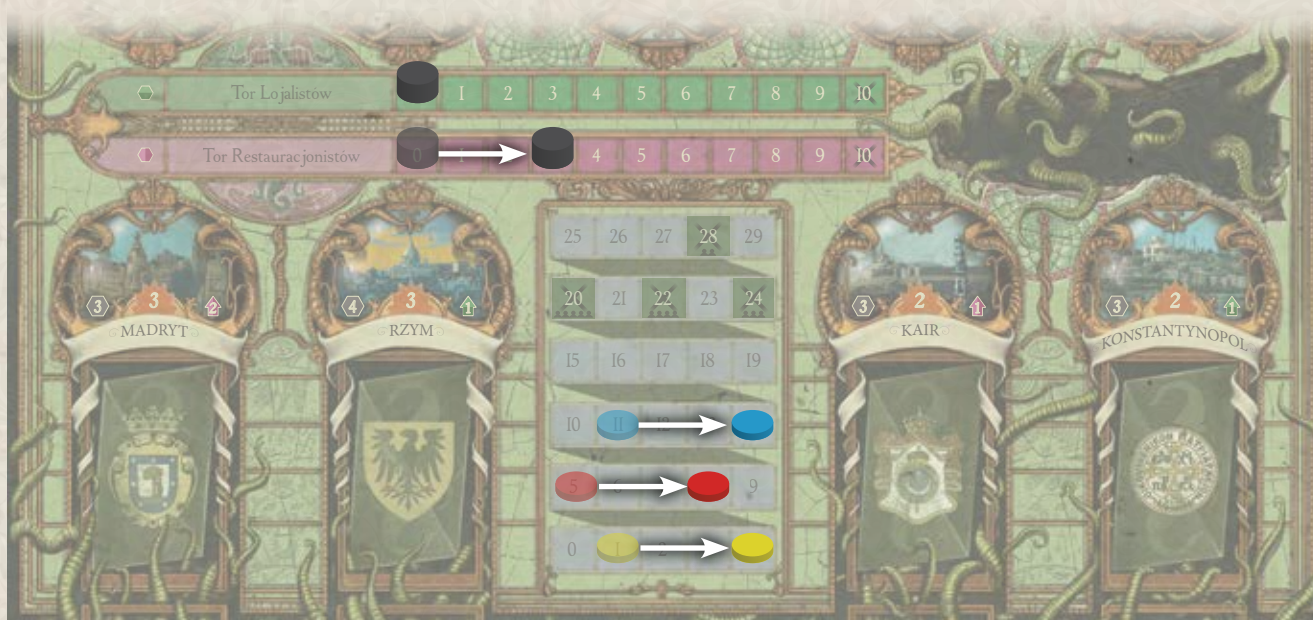 Tor Lojalistów 1 2 3 4 5 6 7 8 9 10
Tor Restauracjonistów 0 4 5 6 7 8 9 10
25 26 27 28 29
20 21 22 23 24
3 3 2
MADRYT
4 3 1
RZYM
3 2 1
KAIR
3 2 1
KONSTANTYNOPOL
15 16 17 18 19
10 11 12
5 6 9
0 1 2